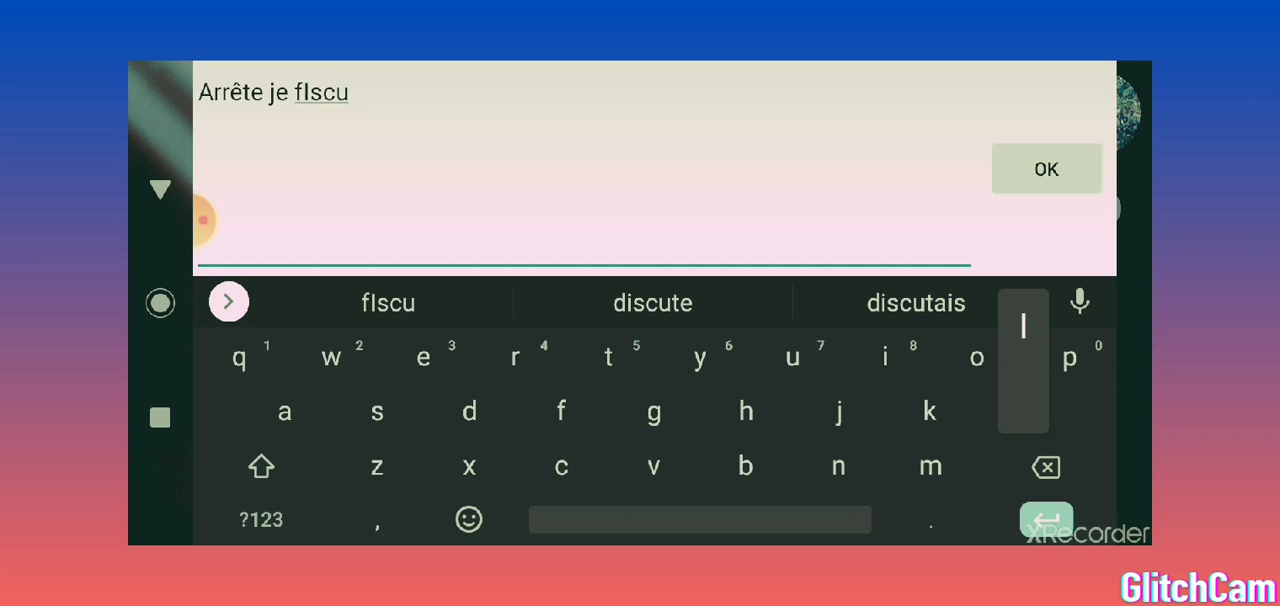 Arrête je flscu
OK
flscu discute discutais
l
q 1 w 2 e 3 r 4 t 5 y 6 u 7 i 8 o p 0
a s d f g h j k
z x c v b n m
?123 , .
XRecorder
GlitchCam